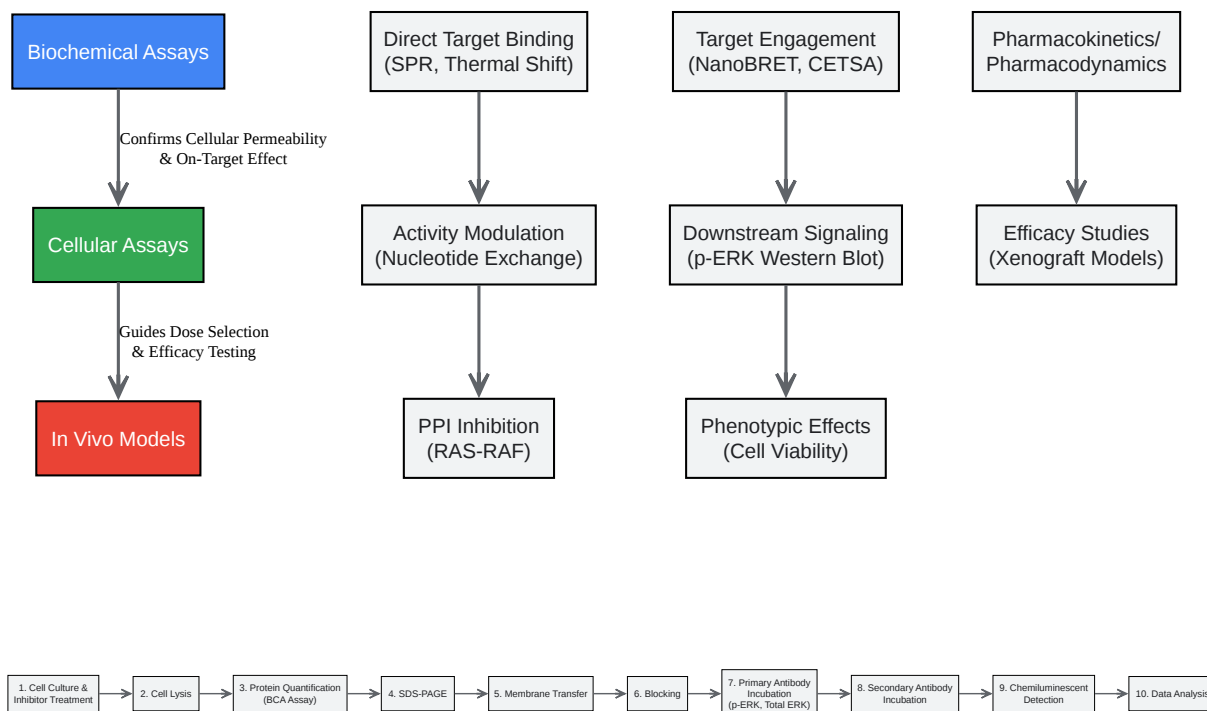 Biochemical Assays
Confirms Cellular Permeability
& On-Target Effect
Cellular Assays
Guides Dose Selection
& Efficacy Testing
In Vivo Models
Direct Target Binding
(SPR, Thermal Shift)
Activity Modulation
(Nucleotide Exchange)
PPI Inhibition
(RAS-RAF)
Target Engagement
(NanoBRET, CETSA)
Downstream Signaling
(p-ERK Western Blot)
Phenotypic Effects
(Cell Viability)
Pharmacokinetics/
Pharmacodynamics
Efficacy Studies
(Xenograft Models)
1. Cell Culture &
Inhibitor Treatment
2. Cell Lysis
3. Protein Quantification
(BCA Assay)
4. SDS-PAGE
5. Membrane Transfer
6. Blocking
7. Primary Antibody
Incubation
(p-ERK, Total ERK)
8. Secondary Antibody
Incubation
9. Chemiluminescent
Detection
10. Data Analysis